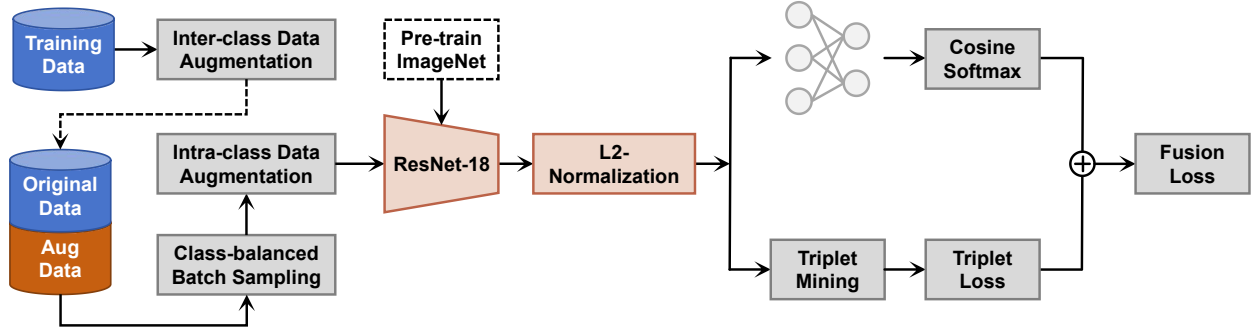 Training
Data
Inter-class Data
Augmentation
Pre-train
ImageNet
Cosine
Softmax
Original
Data
Aug
Data
Intra-class Data
Augmentation
Class-balanced
Batch Sampling
ResNet-18
L2-
Normalization
Triplet
Mining
Triplet
Loss
Fusion
Loss